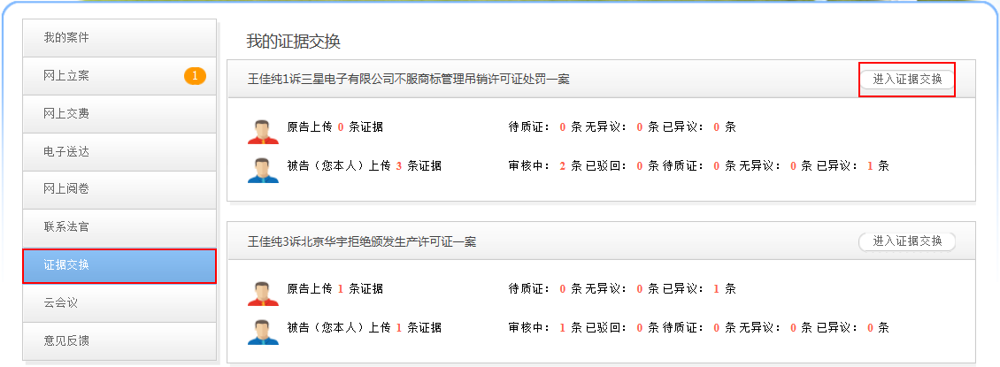 我的案件
网上立案 1
网上交费
电子送达
网上阅卷
联系法官
证据交换
云会议
意见反馈
我的证据交换
王佳纯1诉三星电子有限公司不服商标管理吊销许可证处罚一案 进入证据交换
原告上传 0 条证据 待质证： 0 条 无异议： 0 条 已异议： 0 条
被告（您本人）上传 3 条证据 审核中： 2 条 已驳回： 0 条 待质证： 0 条 无异议： 0 条 已异议： 1 条
王佳纯3诉北京华宇拒绝颁发生产许可证一案 进入证据交换
原告上传 1 条证据 待质证： 0 条 无异议： 0 条 已异议： 1 条
被告（您本人）上传 1 条证据 审核中： 1 条 已驳回： 0 条 待质证： 0 条 无异议： 0 条 已异议： 0 条